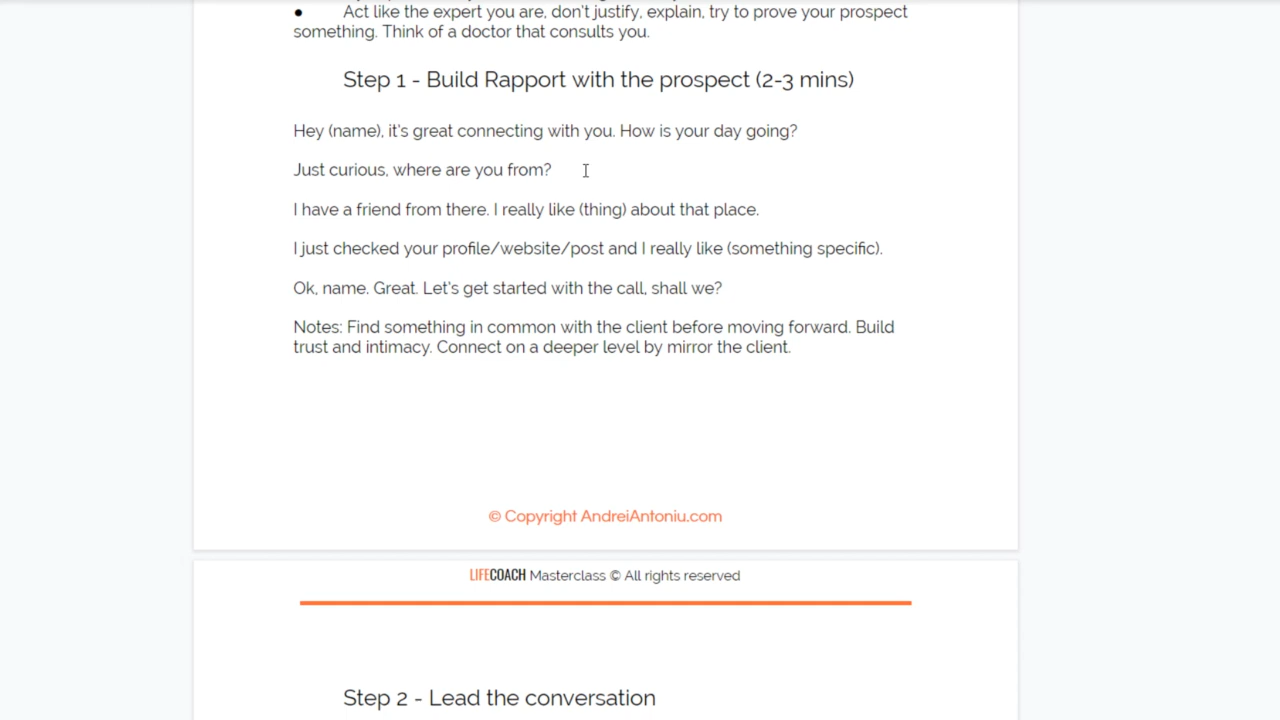 ● Act like the expert you are, don't justify, explain, try to prove your prospect
something. Think of a doctor that consults you.
Step 1 - Build Rapport with the prospect (2-3 mins)
Hey (name), it's great connecting with you. How is your day going?
Just curious, where are you from?
I have a friend from there. I really like (thing) about that place.
I just checked your profile/website/post and I really like (something specific).
Ok, name. Great. Let's get started with the call, shall we?
Notes: Find something in common with the client before moving forward. Build
trust and intimacy. Connect on a deeper level by mirror the client.
© Copyright AndreiAntoniu.com
LIFECOACH Masterclass © All rights reserved
Step 2 - Lead the conversation